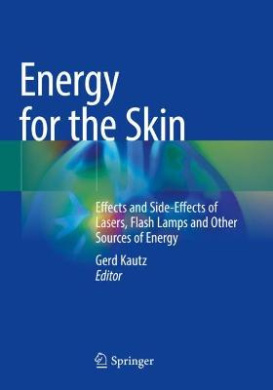 Energy
for the Skin
Effects and Side-Effects of
Lasers, Flash Lamps and Other
Sources of Energy
Gerd Kautz
Editor
Springer